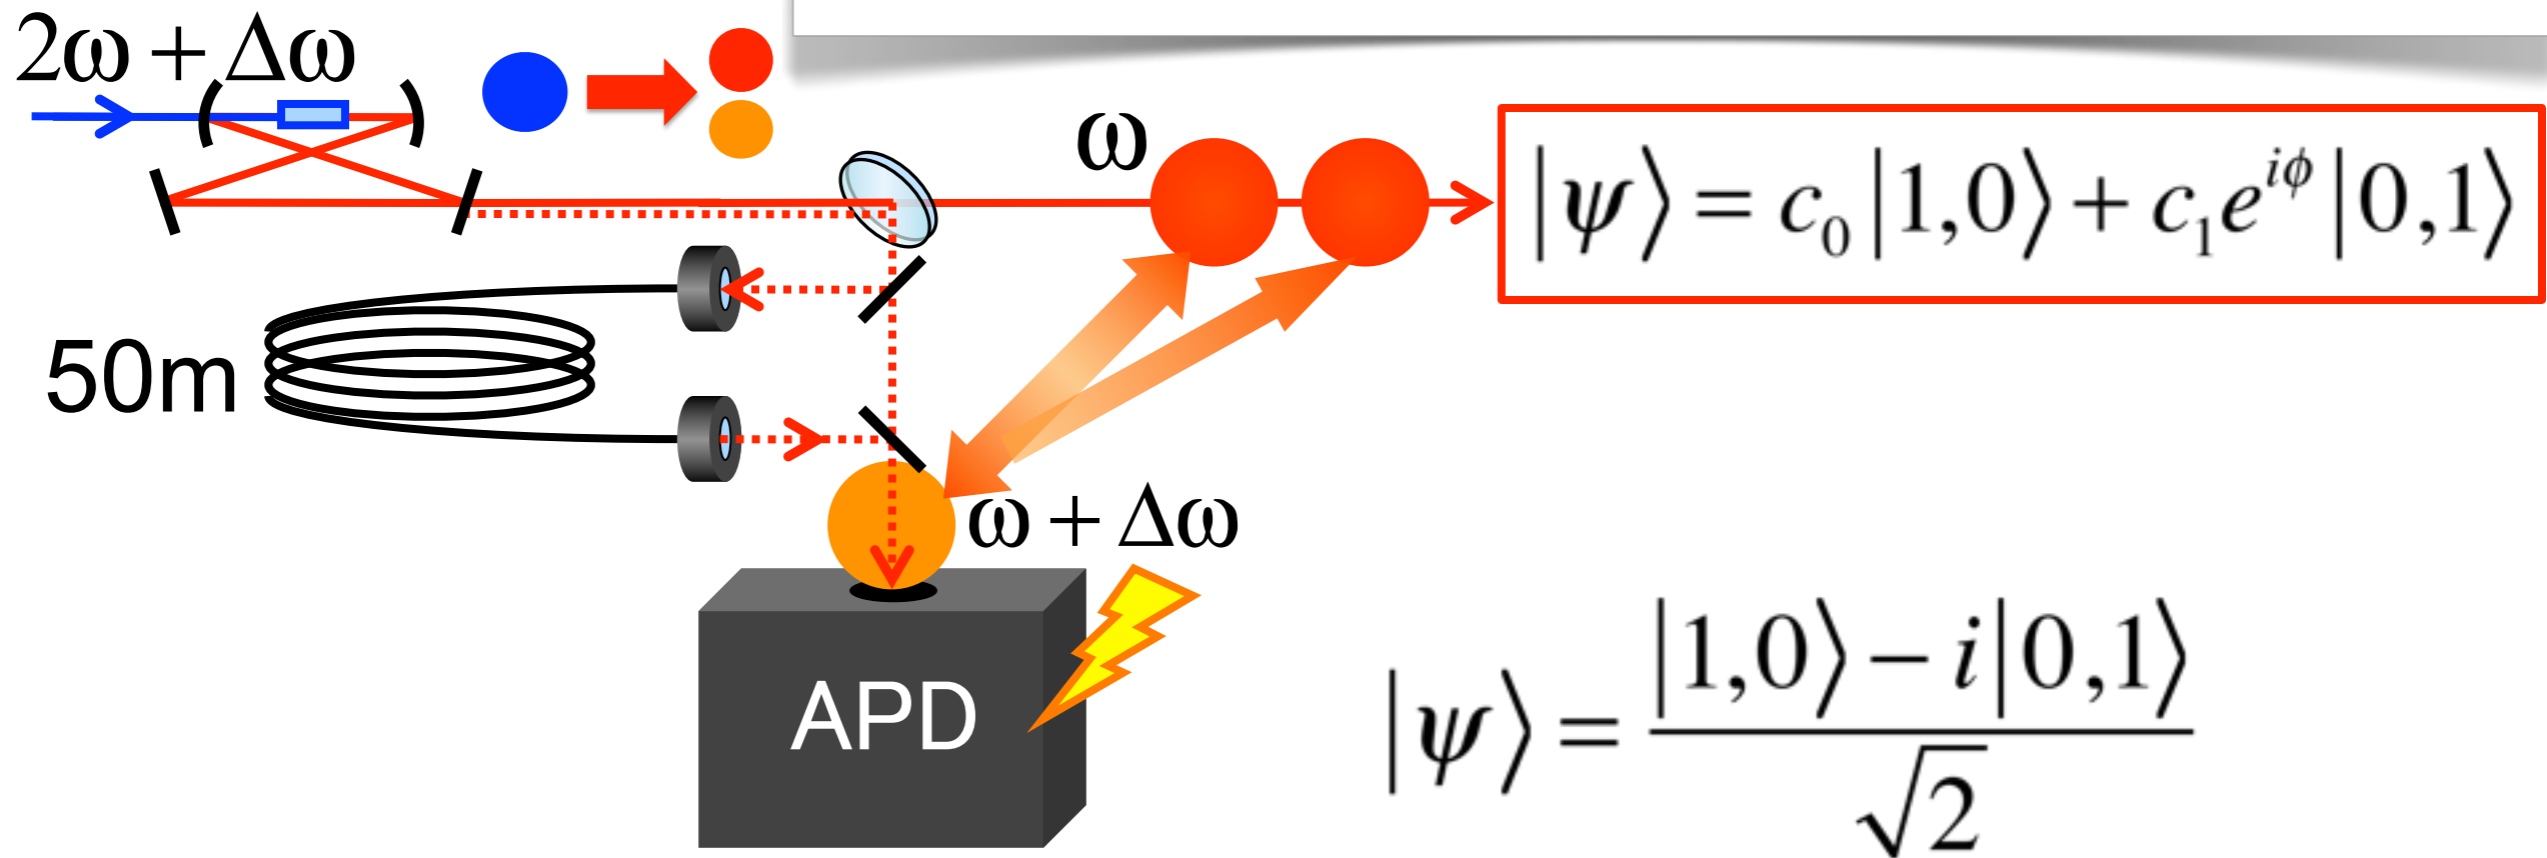 2ω + Δω
ω
|ψ⟩ = c₀|1,0⟩ + c₁e^{iϕ}|0,1⟩
50m
ω + Δω
APD
|ψ⟩ = (|1,0⟩ − i|0,1⟩)/√2